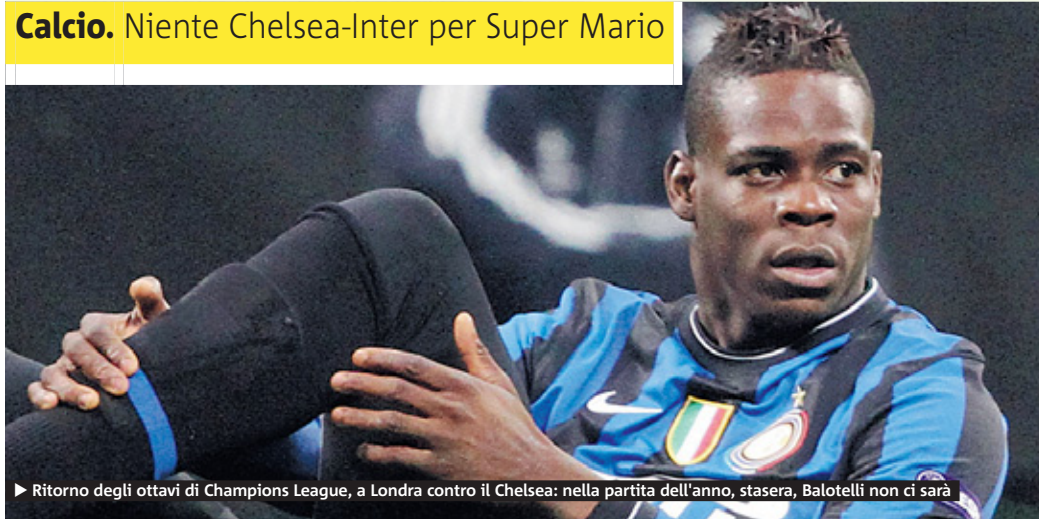 Calcio. Niente Chelsea-Inter per Super Mario
▶ Ritorno degli ottavi di Champions League, a Londra contro il Chelsea: nella partita dell'anno, stasera, Balotelli non ci sarà